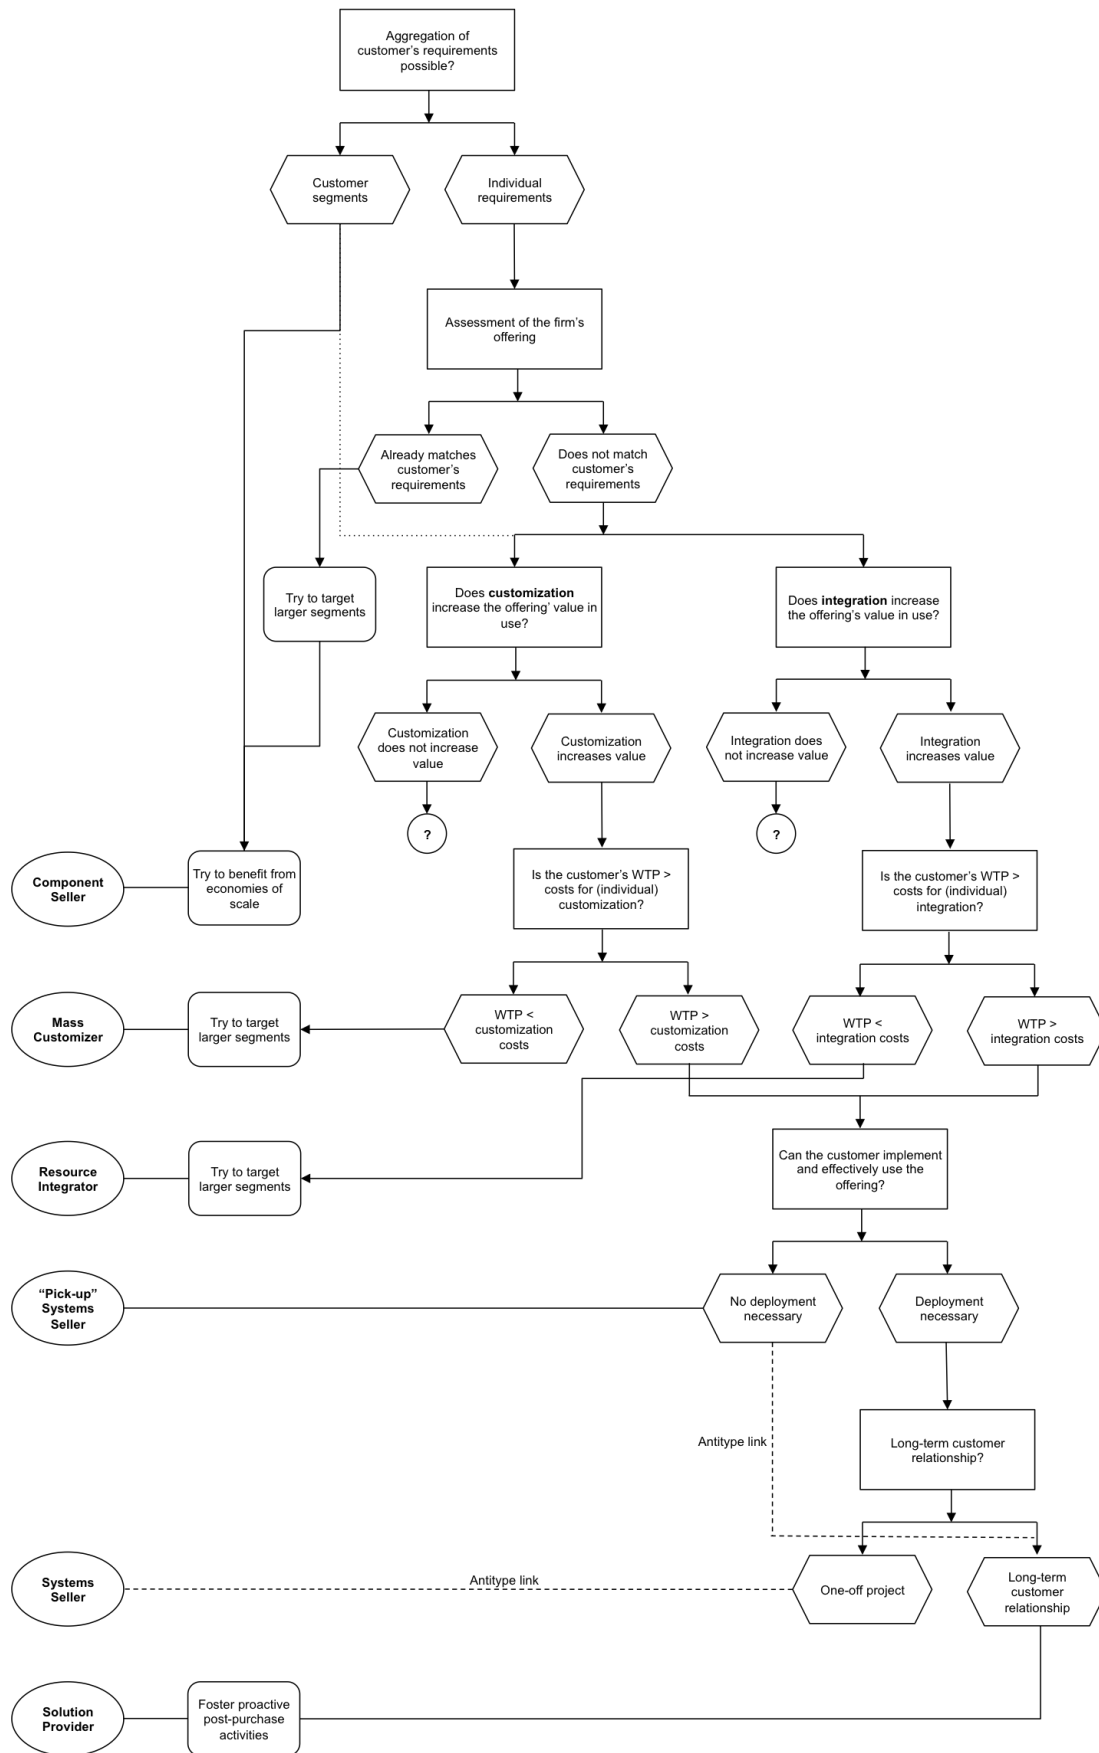 Aggregation of
customer's requirements
possible?
Customer
segments
Individual
requirements
Assessment of the firm's
offering
Already matches
customer's
requirements
Does not match
customer's
requirements
Try to target
larger segments
Does customization
increase the offering' value in
use?
Does integration increase
the offering's value in use?
Customization
does not increase
value
Customization
increases value
Integration does
not increase value
Integration
increases value
?
?
Component
Seller
Try to benefit from
economies of
scale
Is the customer's WTP >
costs for (individual)
customization?
Is the customer's WTP >
costs for (individual)
integration?
Mass
Customizer
Try to target
larger segments
WTP <
customization
costs
WTP >
customization
costs
WTP <
integration costs
WTP >
integration costs
Resource
Integrator
Try to target
larger segments
Can the customer implement
and effectively use the
offering?
“Pick-up”
Systems
Seller
No deployment
necessary
Deployment
necessary
Antitype link
Long-term customer
relationship?
Systems
Seller
Antitype link
One-off project
Long-term
customer
relationship
Solution
Provider
Foster proactive
post-purchase
activities